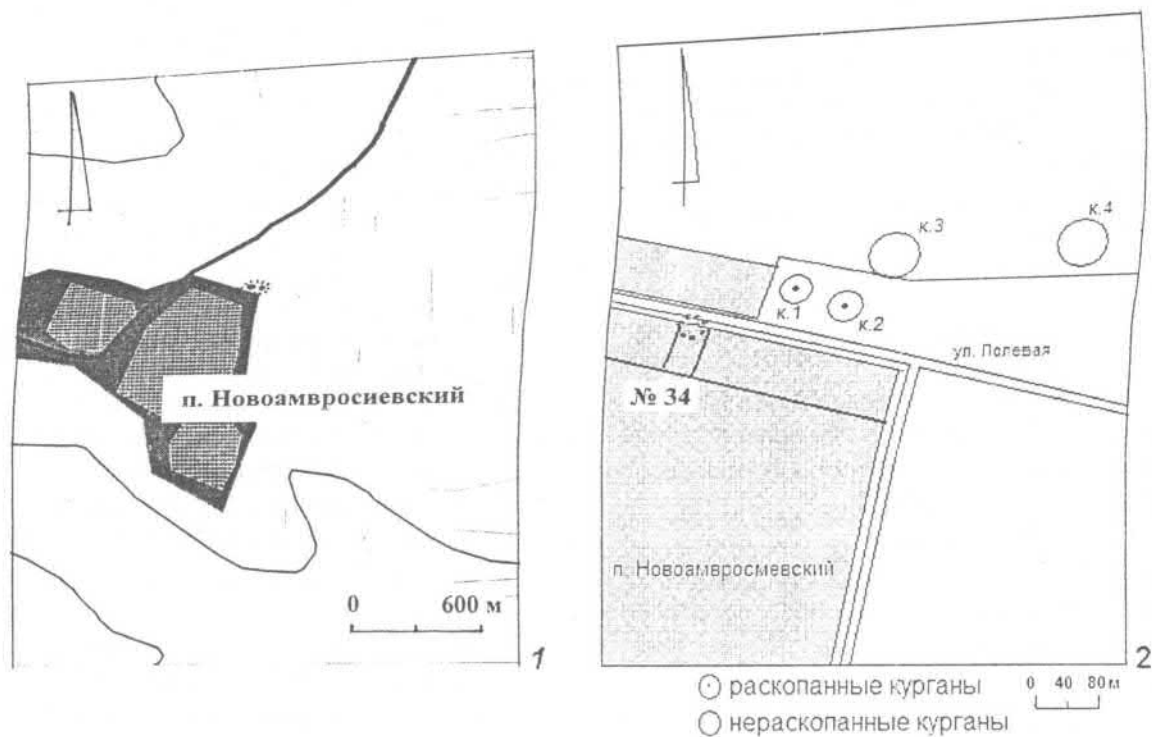 п. Новоамвросиевский
0 600 м
1
к.3
к.4
к.1
к.2
ул. Полевая
№ 34
п. Новоамвросмевский
2
раскопанные курганы
нераскопанные курганы
0 40 80 м